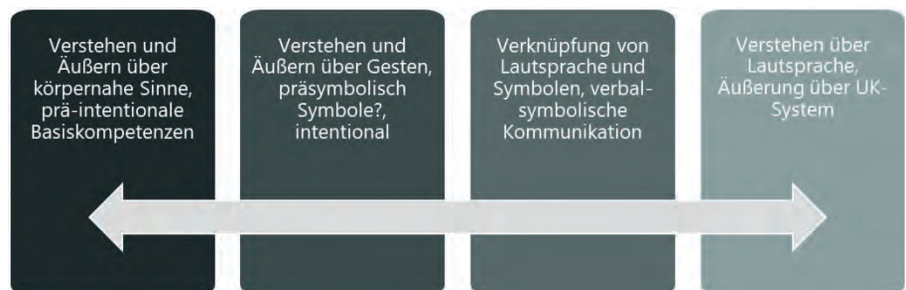 Verstehen und
Äußern über
körpernahe Sinne,
prä-intentionale
Basiskompetenzen
Verstehen und
Äußern über Gesten,
präsymbolisch
Symbole?,
intentional
Verknüpfung von
Lautsprache und
Symbolen, verbal-
symbolische
Kommunikation
Verstehen über
Lautsprache,
Äußerung über UK-
System